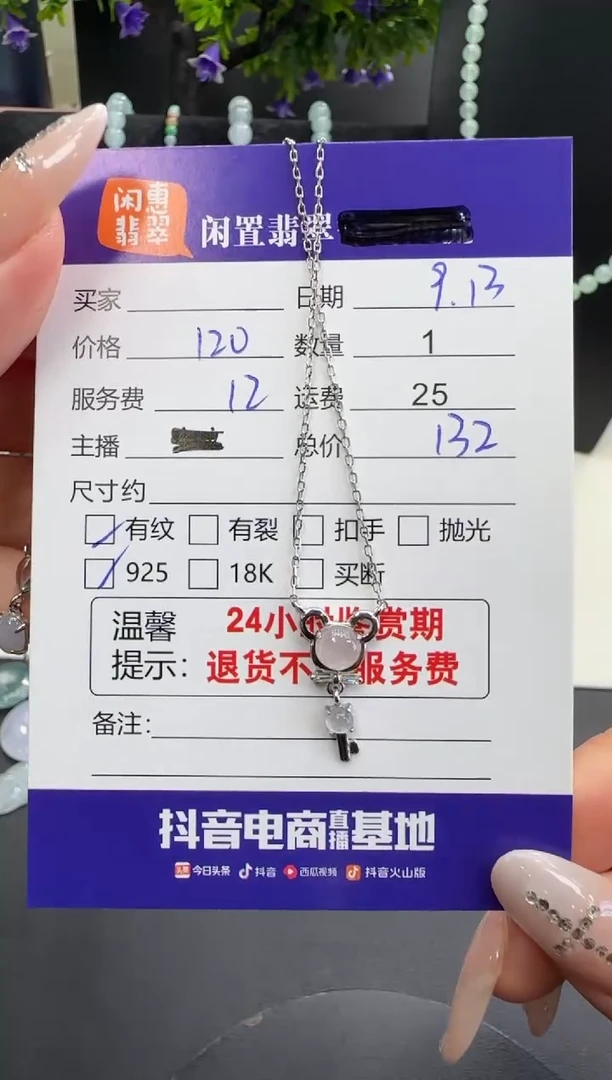 闲惠
翡翠
闲置翡翠
买家 日期 9.13
价格 120 数量 1
服务费 12 运费 25
主播 总价 132
尺寸约
有纹 有裂 扣手 抛光
925 18K 买断
温馨 24小时鉴赏期
提示: 退货不 服务费
备注:
抖音电商直播基地
头条 今日头条 抖音 西瓜视频 抖音火山版